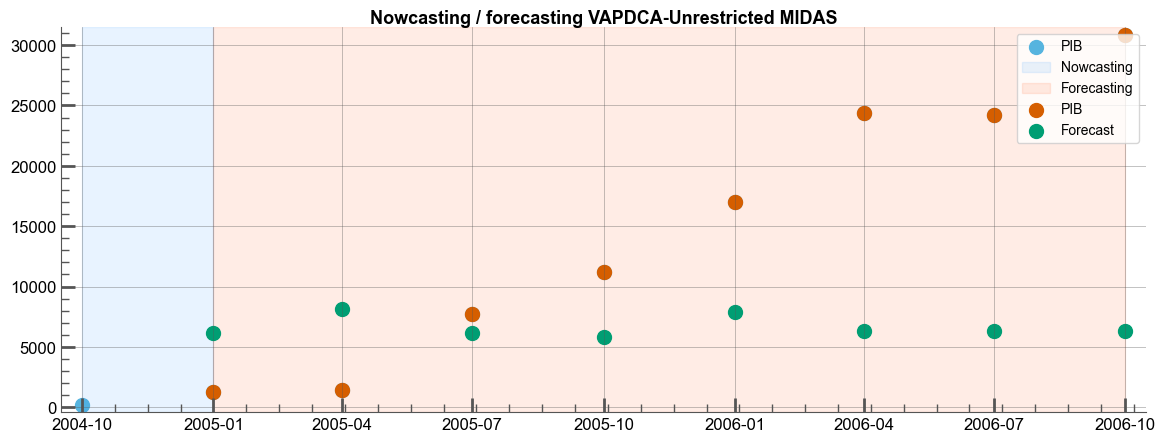 Nowcasting / forecasting VAPDCA-Unrestricted MIDAS
30000
25000
20000
15000
10000
5000
0
PIB
Nowcasting
Forecasting
PIB
Forecast
2004-10
2005-01
2005-04
2005-07
2005-10
2006-01
2006-04
2006-07
2006-10